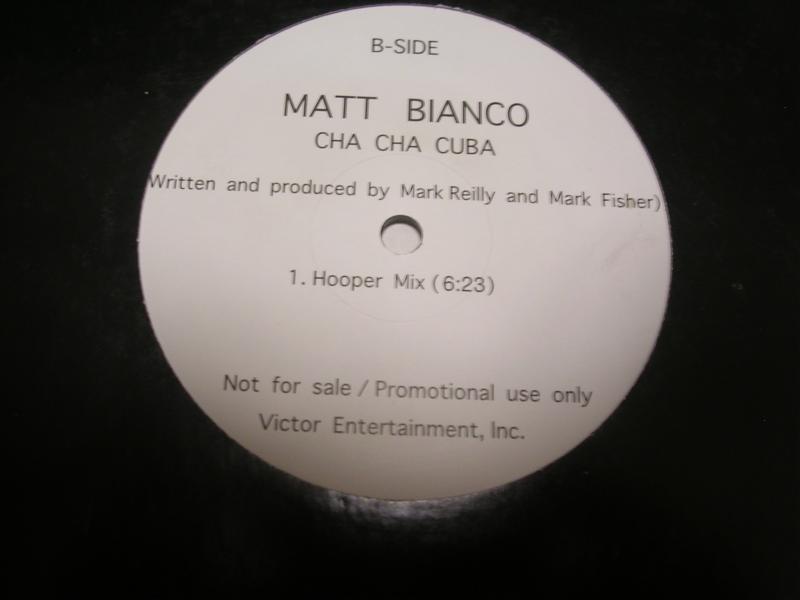 B-SIDE
MATT BIANCO
CHA CHA CUBA
Written and produced by Mark Reilly and Mark Fisher)
1. Hooper Mix (6:23)
Not for sale / Promotional use only
Victor Entertainment, Inc.